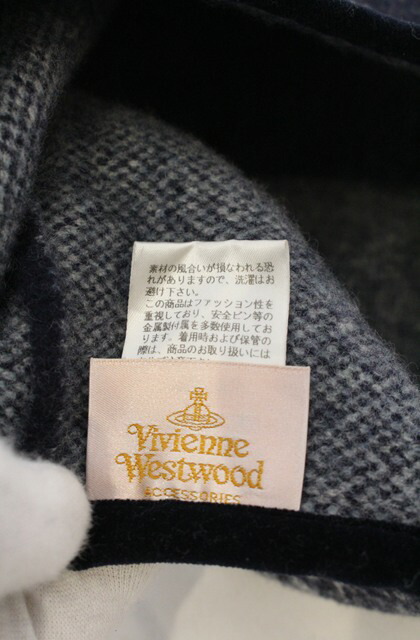 素材の風合いが損なわれる恐
れがありますので、洗濯はお
避け下さい。
この商品はファッション性を
重視しており、安全ピン等の
金属製付属を多数使用してお
ります。着用時および保管の
際は、商品のお取り扱いには
Vivienne
Westwood
ACCESSORIES